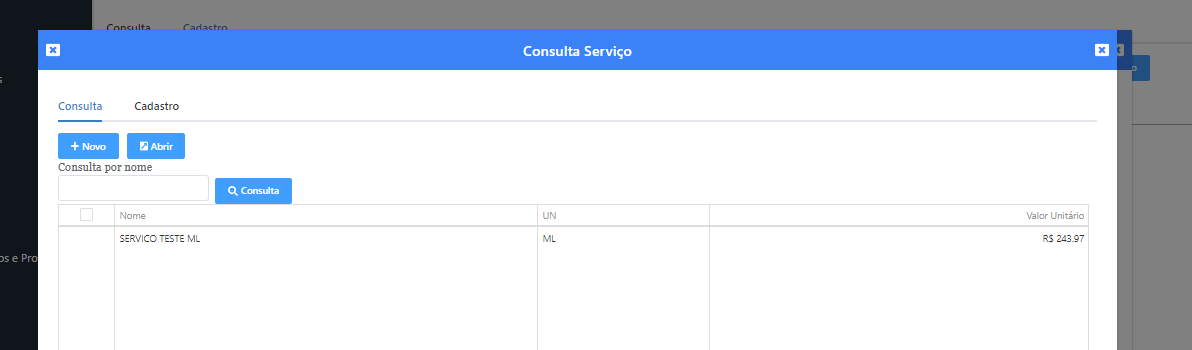 Consulta Cadastro
Consulta Serviço
Consulta Cadastro
Novo Abrir
Consulta por nome
Consulta
Nome UN Valor Unitário
SERVICO TESTE ML ML R$ 243.97
os e Pro